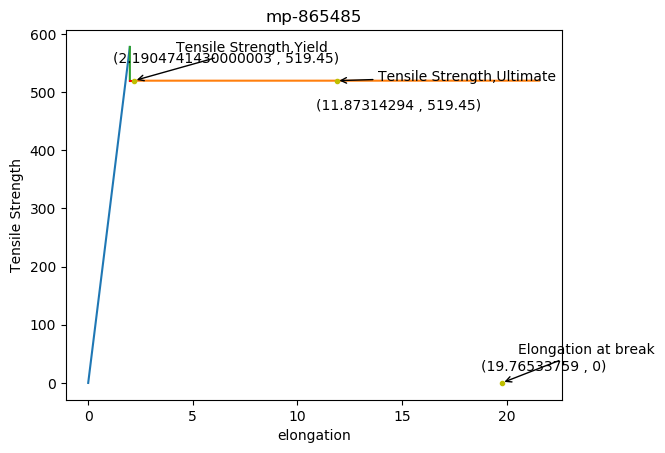 mp-865485
600
Tensile Strength,Yield
(2.1904741430000003 , 519.45)
Tensile Strength,Ultimate
500
(11.87314294 , 519.45)
400
Tensile Strength
300
200
100
Elongation at break
(19.76533759 , 0)
0
0
5
10
15
20
elongation